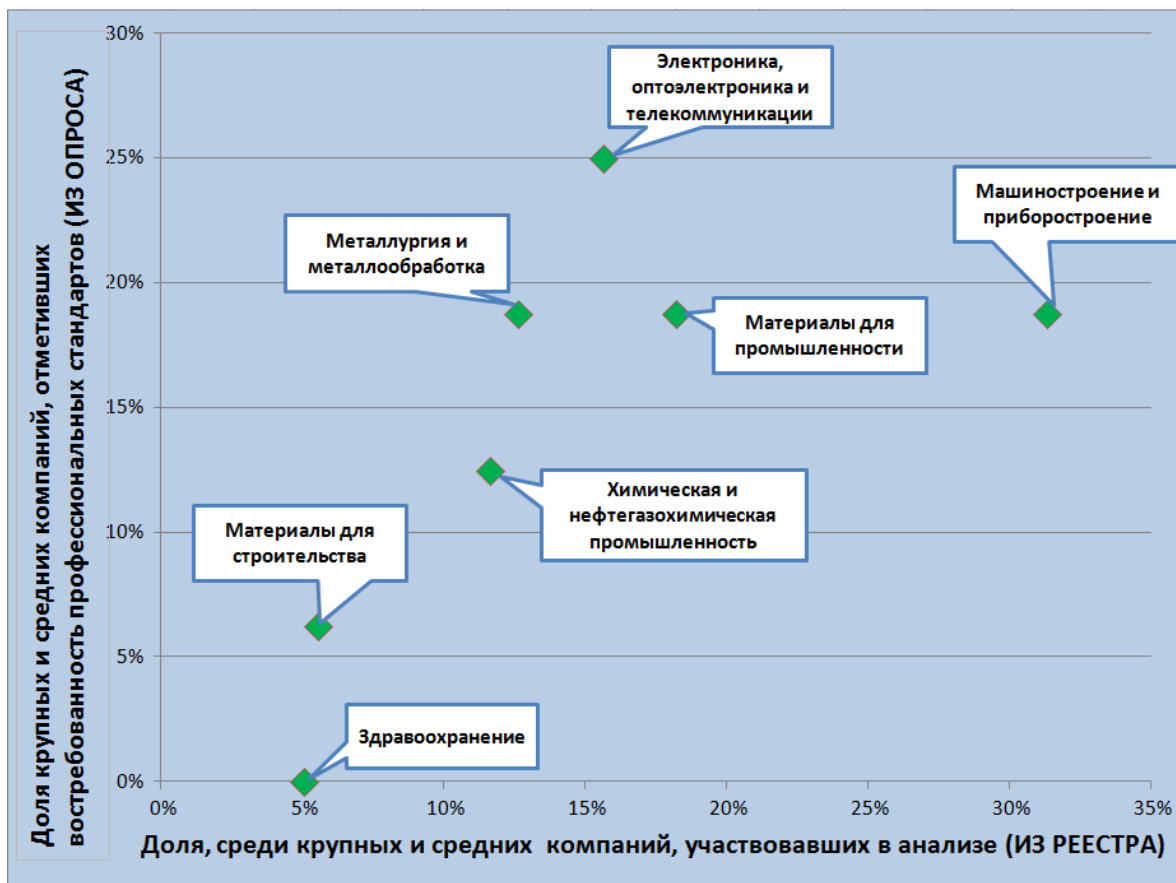 Доля крупных и средних компаний, отметивших
востребованность профессиональных стандартов (ИЗ ОПРОСА)
30%
25%
20%
15%
10%
5%
0%
Электроника,
оптоэлектроника и
телекоммуникации
Машиностроение и
приборостроение
Металлургия и
металлообработка
Материалы для
промышленности
Химическая и
нефтегазохимическая
промышленность
Материалы для
строительства
Здравоохранение
0% 5% 10% 15% 20% 25% 30% 35%
Доля, среди крупных и средних компаний, участвовавших в анализе (ИЗ РЕЕСТРА)